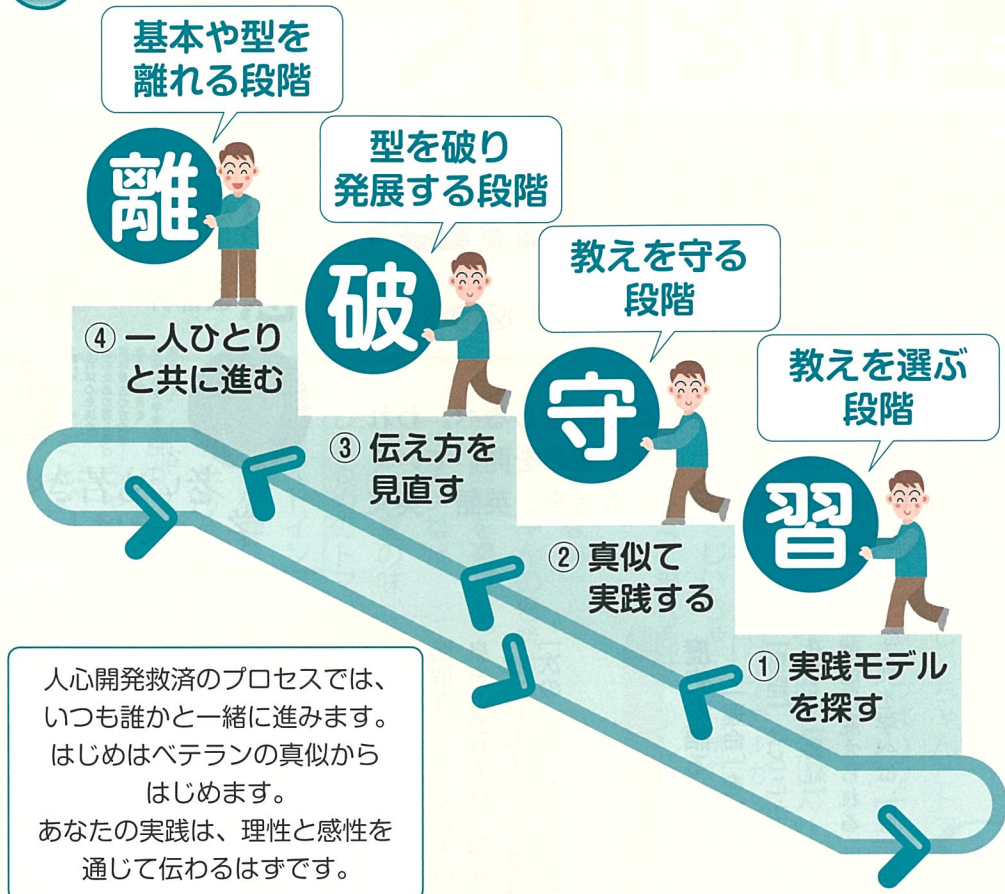 基本や型を
離れる段階
離
④ 一人ひとり
と共に進む
型を破り
発展する段階
破
③ 伝え方を
見直す
教えを守る
段階
守
② 真似て
実践する
教えを選ぶ
段階
習
① 実践モデル
を探す
人心開発救済のプロセスでは、
いつも誰かと一緒に進みます。
はじめはベテランの真似から
はじめます。
あなたの実践は、理性と感性を
通じて伝わるはずです。